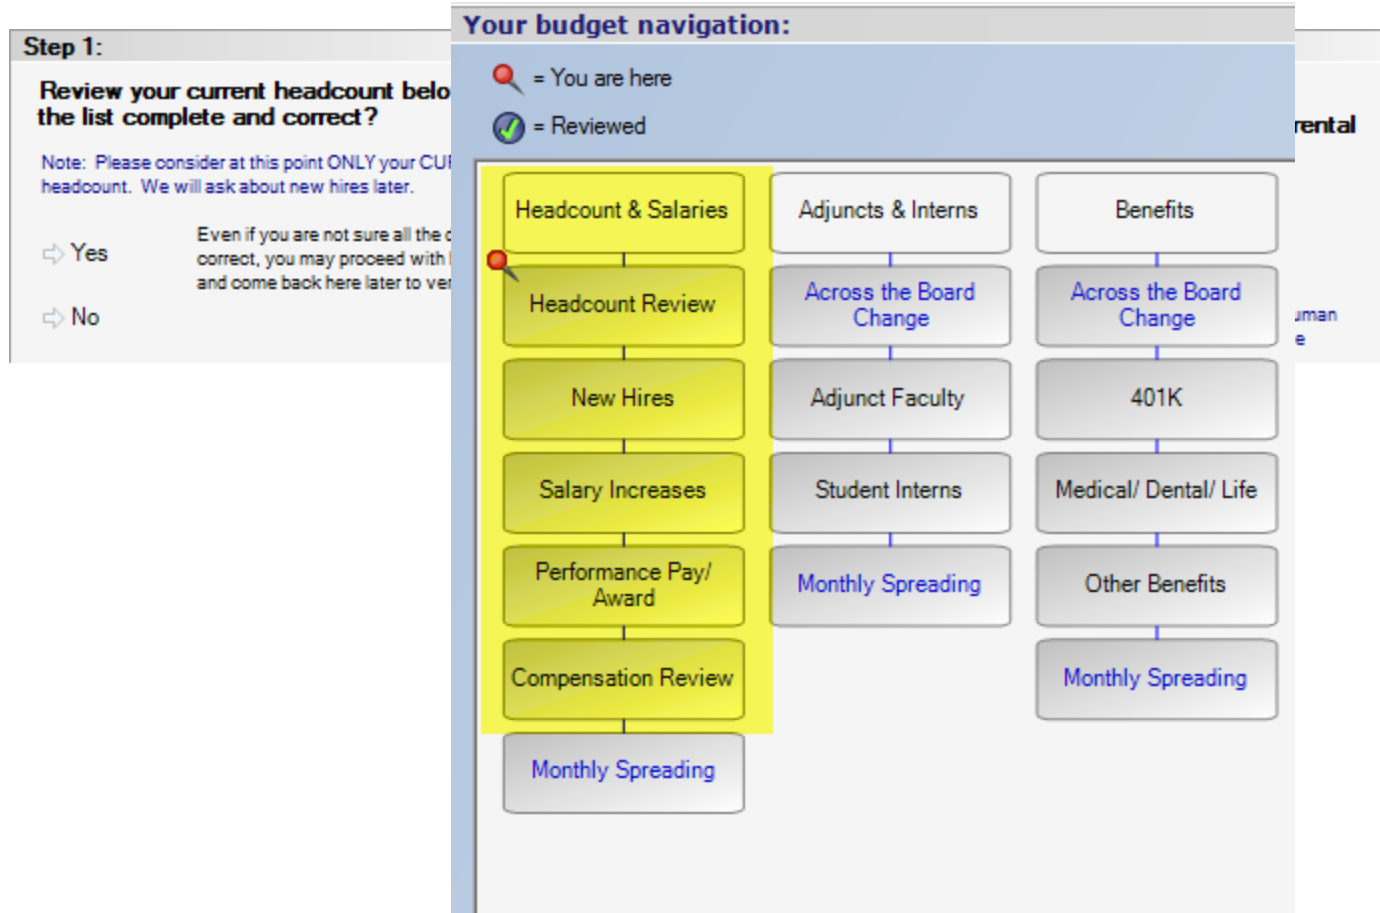 Step 1:
Review your current headcount belo
the list complete and correct?
Note: Please consider at this point ONLY your CUR
headcount. We will ask about new hires later.
Yes
Even if you are not sure all the
correct, you may proceed with
and come back here later to ver
No
Your budget navigation:
= You are here
= Reviewed
Headcount & Salaries
Headcount Review
New Hires
Salary Increases
Performance Pay/
Award
Compensation Review
Monthly Spreading
Adjuncts & Interns
Across the Board
Change
Adjunct Faculty
Student Interns
Monthly Spreading
Benefits
Across the Board
Change
401K
Medical/ Dental/ Life
Other Benefits
Monthly Spreading
rental
uman
e